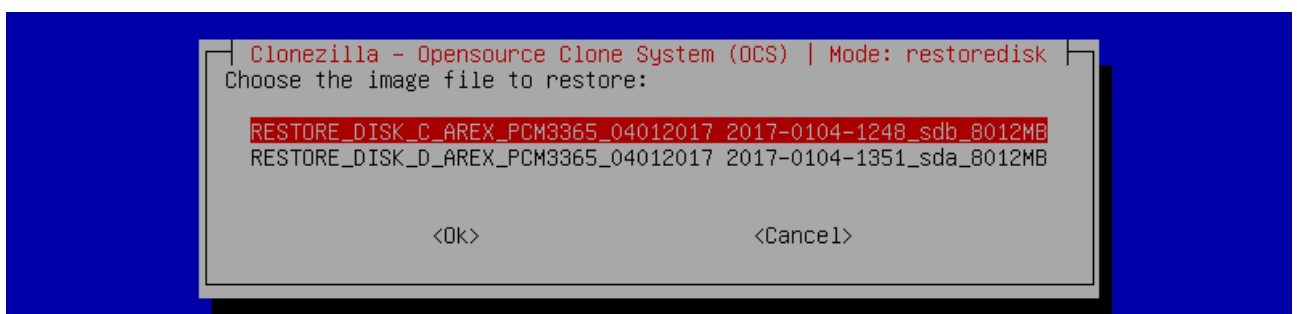 Clonezilla - Opensource Clone System (OCS) | Mode: restoredisk
Choose the image file to restore:
RESTORE_DISK_C_AREX_PCM3365_04012017 2017-0104-1248_sdb_8012MB
RESTORE_DISK_D_AREX_PCM3365_04012017 2017-0104-1351_sda_8012MB
<Ok> <Cancel>